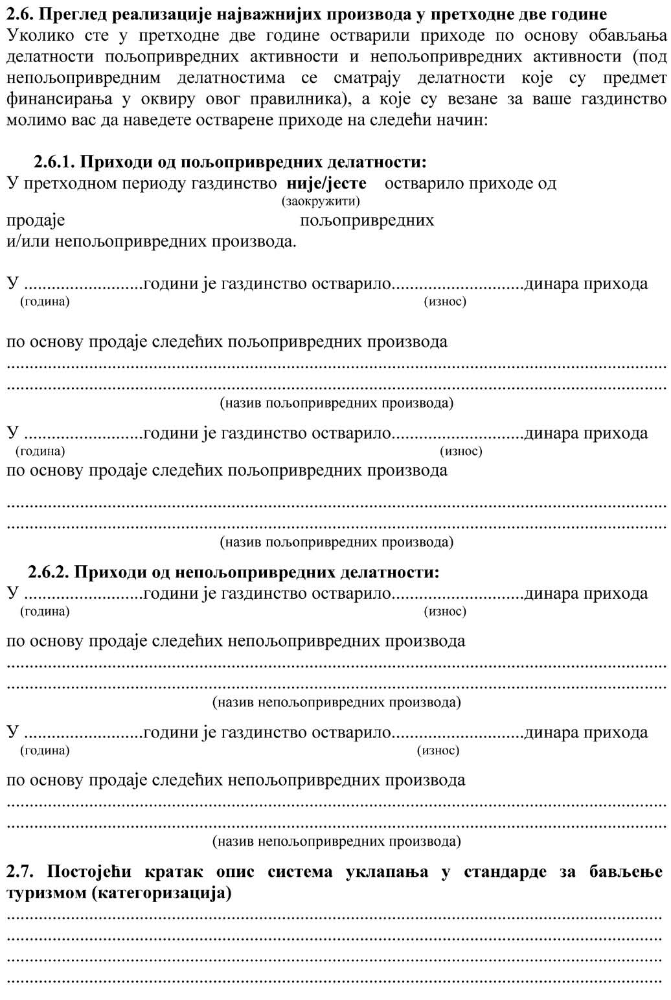 2.6. Преглед реализације најважнијих производа у претходне две године
Уколико сте у претходне две године остварили приходе по основу обављања
делатности пољопривредних активности и непољопривредних активности (под
непољопривредним делатностима се сматрају делатности које су предмет
финансирања у оквиру овог правилника), а које су везане за ваше газдинство
молимо вас да наведете остварене приходе на следећи начин:
2.6.1. Приходи од пољопривредних делатности:
У претходном периоду газдинство није/јесте остварило приходе од
(заокружити)
продаје пољопривредних
и/или непољопривредних производа.
У ..........................години је газдинство остварило.............................динара прихода
(година) (износ)
по основу продаје следећих пољопривредних производа
................................................................................................................................................
................................................................................................................................................
(назив пољопривредних производа)
У ..........................години је газдинство остварило.............................динара прихода
(година) (износ)
по основу продаје следећих пољопривредних производа
................................................................................................................................................
................................................................................................................................................
(назив пољопривредних производа)
2.6.2. Приходи од непољопривредних делатности:
У ..........................години је газдинство остварило.............................динара прихода
(година) (износ)
по основу продаје следећих непољопривредних производа
................................................................................................................................................
................................................................................................................................................
(назив непољопривредних производа)
У ..........................години је газдинство остварило.............................динара прихода
(година) (износ)
по основу продаје следећих непољопривредних производа
................................................................................................................................................
................................................................................................................................................
(назив непољопривредних производа)
2.7. Постојећи кратак опис система уклапања у стандарде за бављење
туризмом (категоризација)
................................................................................................................................................
................................................................................................................................................
................................................................................................................................................
................................................................................................................................................